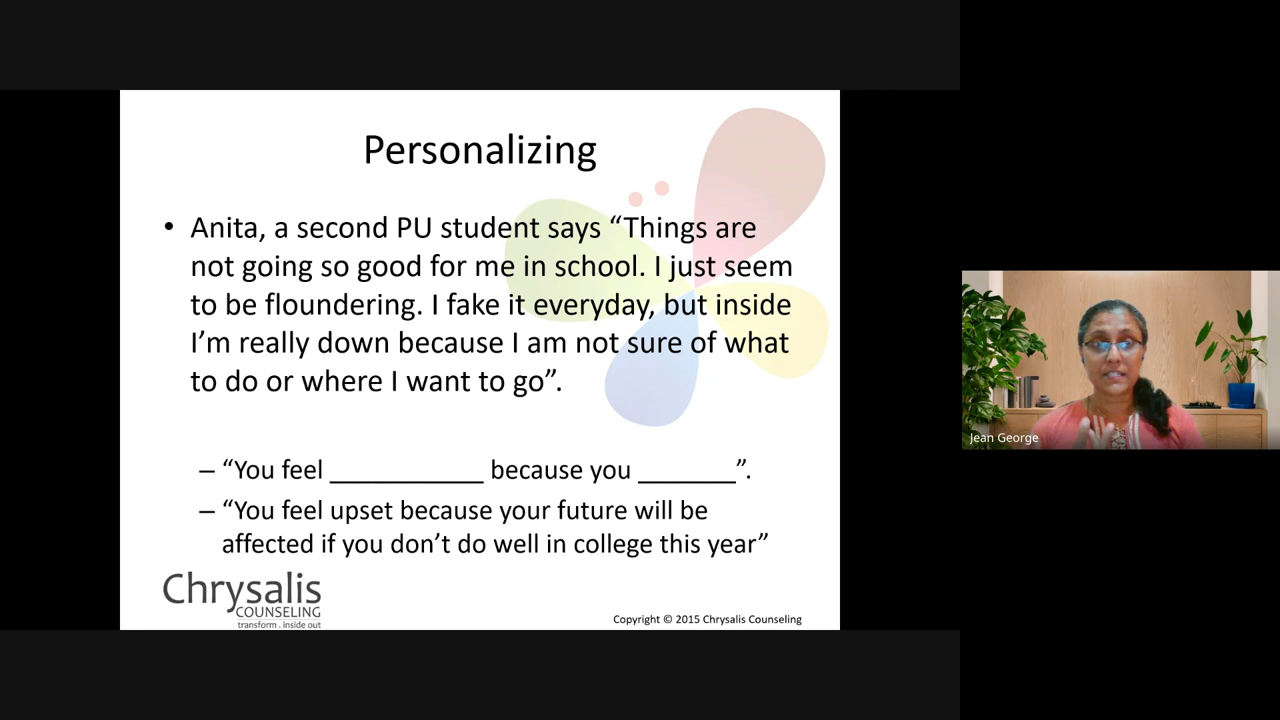 Personalizing
• Anita, a second PU student says “Things are
not going so good for me in school. I just seem
to be floundering. I fake it everyday, but inside
I’m really down because I am not sure of what
to do or where I want to go”.
– “You feel ____________ because you _______”.
– “You feel upset because your future will be
affected if you don’t do well in college this year”
Chrysalis
COUNSELING
transform . inside out
Copyright © 2015 Chrysalis Counseling
Jean George